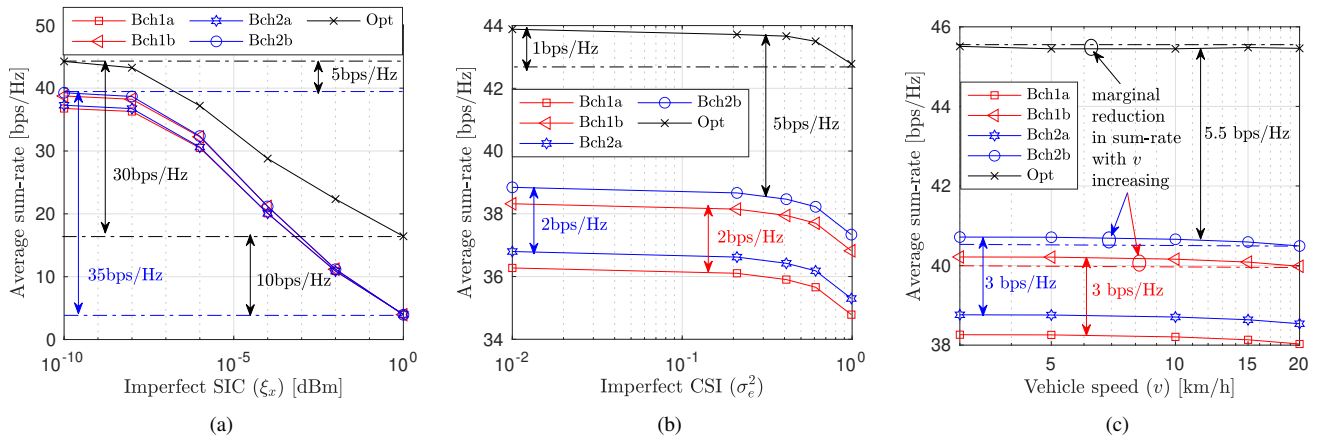 Bch1a
Bch2a
Opt
Bch1b
Bch2b
50
40
30
20
10
0
Average sum-rate [bps/Hz]
5bps/Hz
30bps/Hz
35bps/Hz
10bps/Hz
10^-10
10^-5
10^0
Imperfect SIC (ξ_x) [dBm]
(a)
44
42
40
38
36
34
Average sum-rate [bps/Hz]
1bps/Hz
Bch1a
Bch1b
Bch2a
Bch2b
Opt
5bps/Hz
2bps/Hz
2bps/Hz
10^-2
10^-1
10^0
Imperfect CSI (σ_e^2)
(b)
46
44
42
40
38
Average sum-rate [bps/Hz]
Bch1a
Bch1b
Bch2a
Bch2b
Opt
marginal
reduction
in sum-rate
with v
increasing
5.5 bps/Hz
3 bps/Hz
3 bps/Hz
5
10
15
20
Vehicle speed (v) [km/h]
(c)